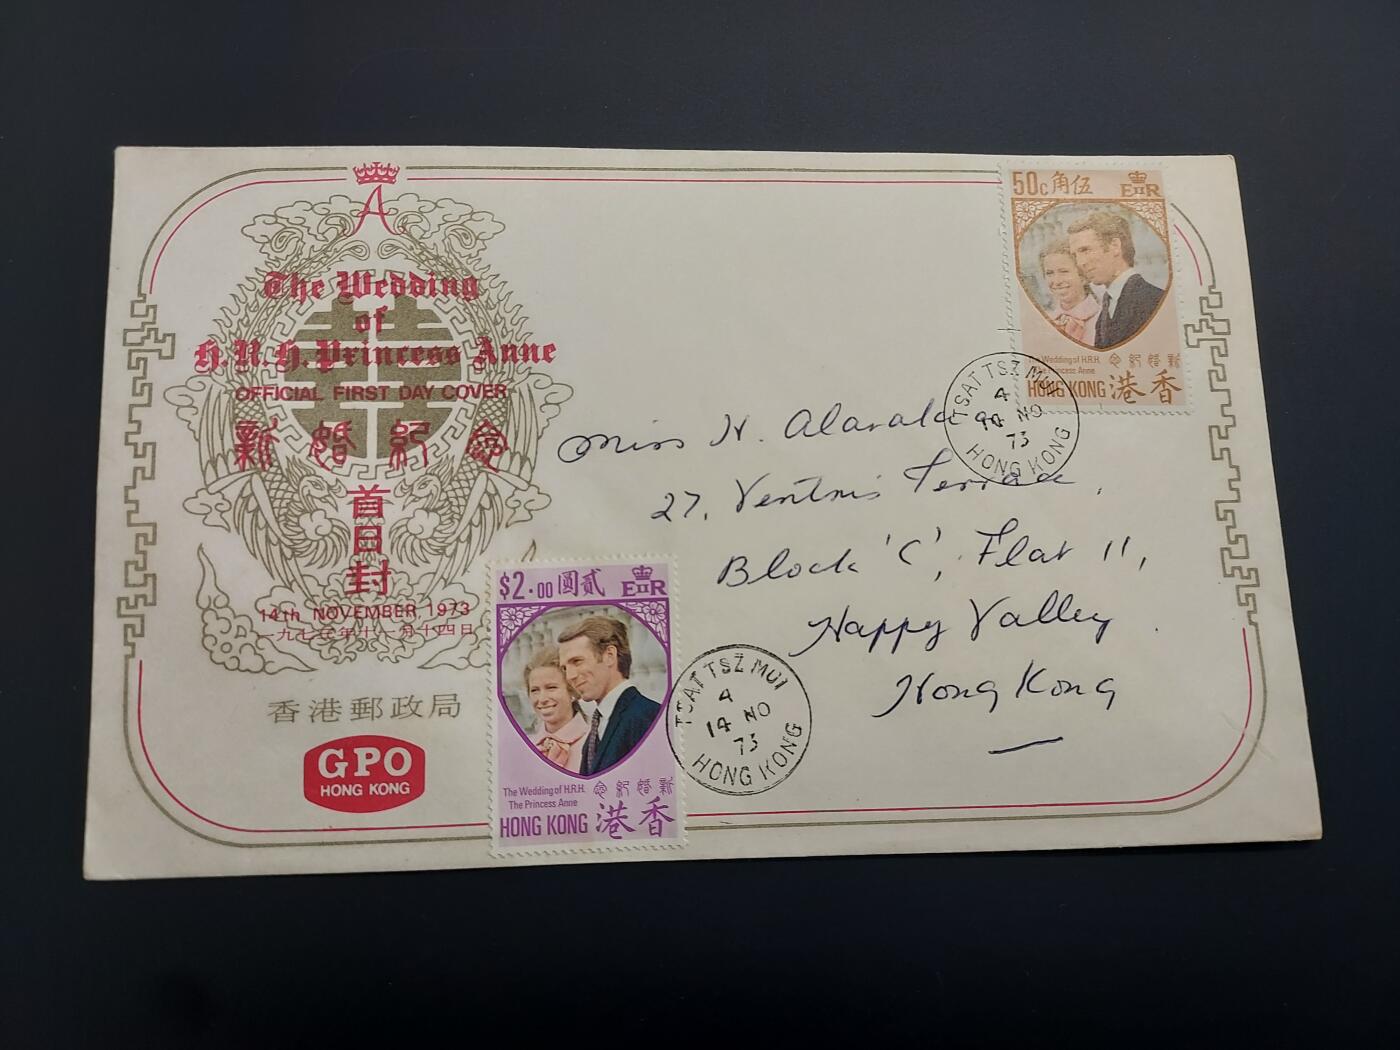 A
The Wedding
of
H.R.H. Princess Anne
OFFICIAL FIRST DAY COVER
新婚紀念
首日封
14th NOVEMBER, 1973
一九七三年十一月十四日
香港郵政局
GPO
HONG KONG
50c 角伍 EIIR
The Wedding of H.R.H. 念紀婚新
The Princess Anne
HONG KONG 港香
TSAT TSZ MUI
4
14 NO
73
HONG KONG
Miss H.
27, Ventris Terrace,
Block 'C', Flat 11,
Happy Valley
Hong Kong
$2.00 圓貳 EIIR
The Wedding of H.R.H. 念紀婚新
The Princess Anne
HONG KONG 港香
TSAT TSZ MUI
4
14 NO
73
HONG KONG